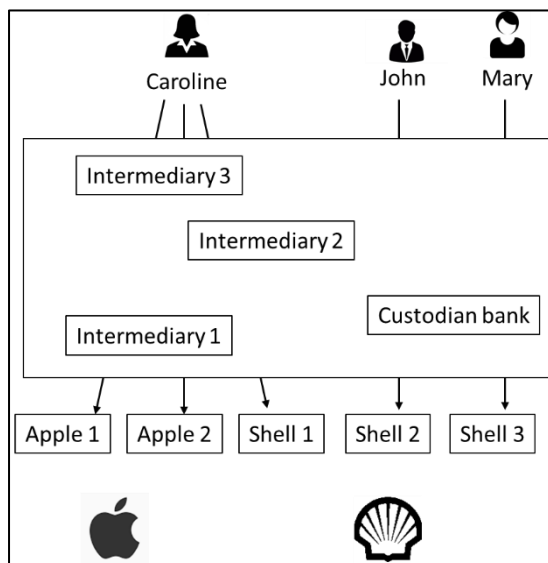 Caroline
John
Mary
Intermediary 3
Intermediary 2
Custodian bank
Intermediary 1
Apple 1
Apple 2
Shell 1
Shell 2
Shell 3